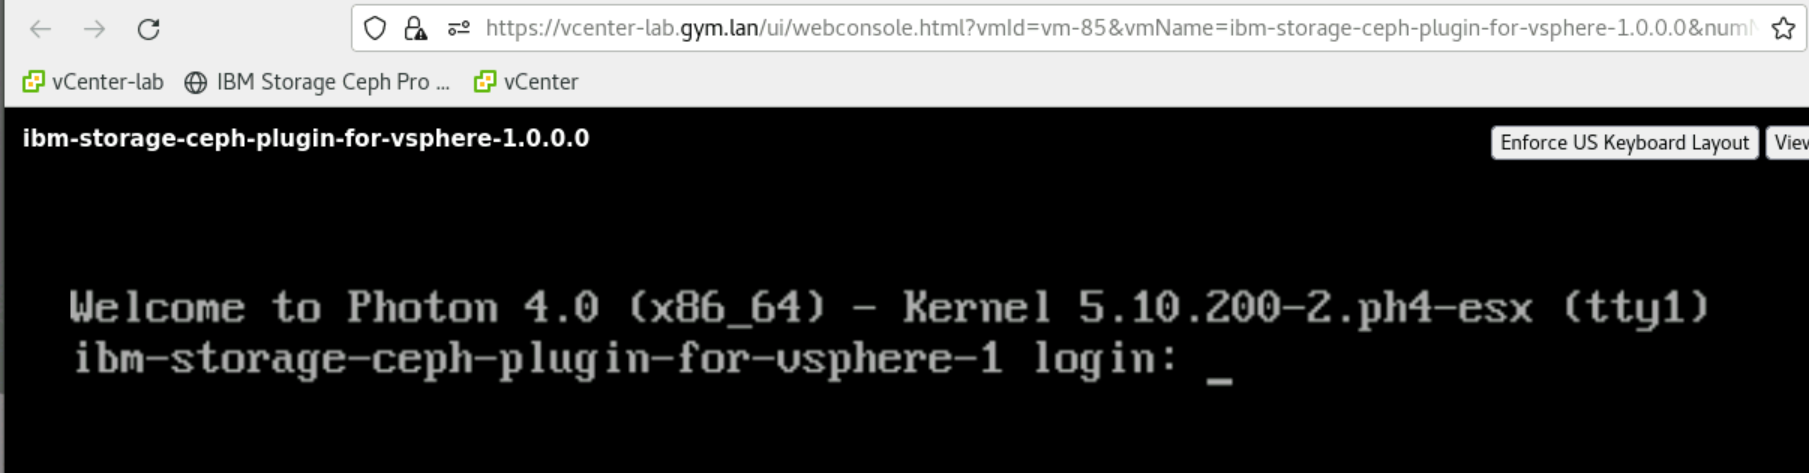 https://vcenter-lab.gym.lan/ui/webconsole.html?vmId=vm-85&vmName=ibm-storage-ceph-plugin-for-vsphere-1.0.0.0&num
vCenter-lab IBM Storage Ceph Pro ... vCenter
ibm-storage-ceph-plugin-for-vsphere-1.0.0.0
Enforce US Keyboard Layout View
Welcome to Photon 4.0 (x86_64) - Kernel 5.10.200-2.ph4-esx (tty1)
ibm-storage-ceph-plugin-for-vsphere-1 login: _